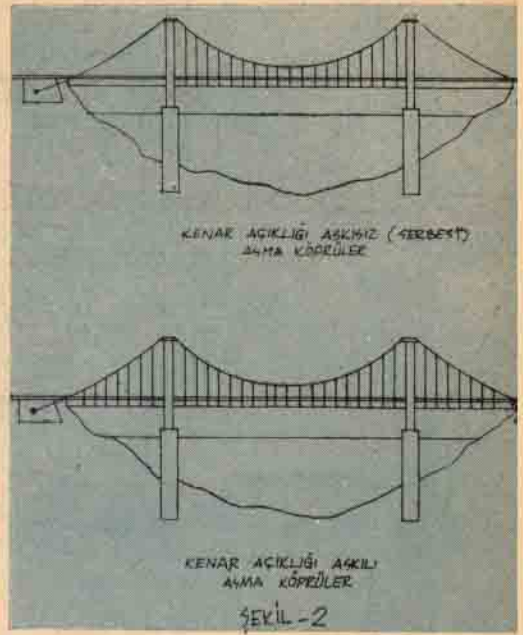 KENAR AÇIKLIĞI ASKISIZ (SERBEST)
ASMA KÖPRÜLER
KENAR AÇIKLIĞI ASKILI
ASMA KÖPRÜLER
ŞEKİL-2